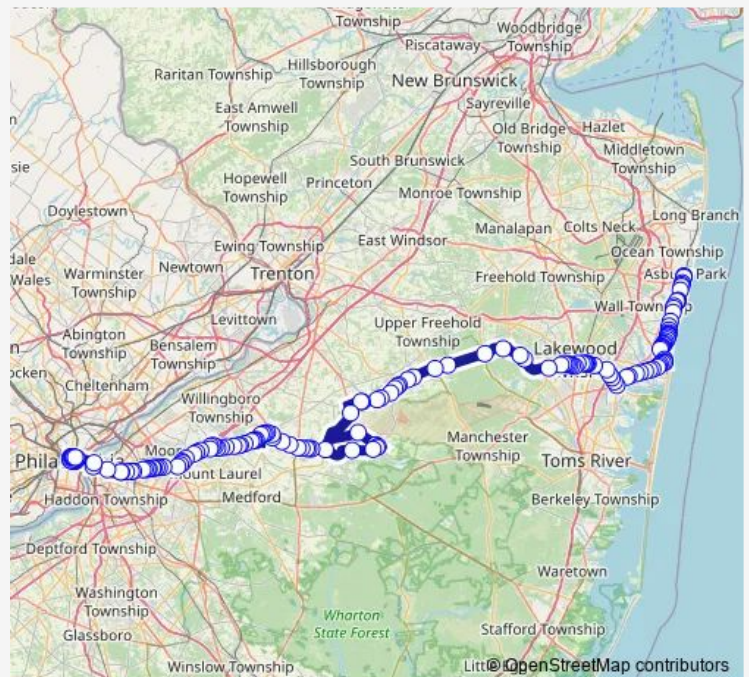 Township
Woodbridge
Township
Piscataway
Hillsborough
Township
Raritan Township
New Brunswick
Sayreville
East Amwell
Township
Old Bridge
Township
Hazlet
Middletown
Township
South Brunswick
Hopewell
Township
Princeton
Monroe Township
Doylestown
Long Branch
Manalapan
Colts Neck
East Windsor
Ewing Township
Ocean Township
Newtown
Trenton
Freehold Township
Park
Wales
Warminster
Township
Levittown
Upper Freehold
Township
Abington
Township
Bensalem
Township
Lakewood
Cheltenham
Willingboro
Township
Manchester
Township
Toms River
Mount Laurel
Haddon Township
Medford
Berkeley Township
Deptford Township
Waretown
Washington
Township
Wharton
State Forest
Glassboro
Stafford Township
Winslow Township
© OpenStreetMap contributors